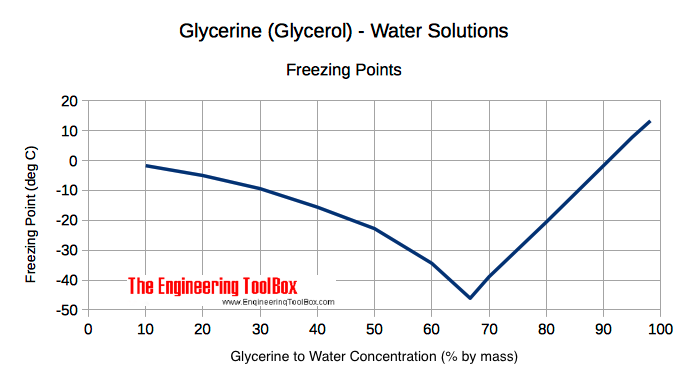 Glycerine (Glycerol) - Water Solutions
Freezing Points
Freezing Point (deg C)
20
10
0
-10
-20
-30
-40
-50
The Engineering ToolBox
www.EngineeringToolBox.com
0 10 20 30 40 50 60 70 80 90 100
Glycerine to Water Concentration (% by mass)